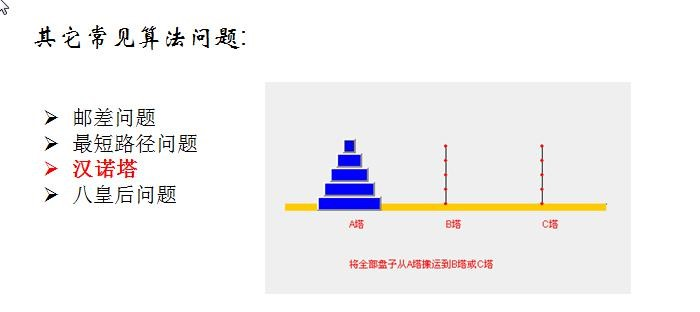 其它常见算法问题:
邮差问题
最短路径问题
汉诺塔
八皇后问题
A塔 B塔 C塔
将全部盘子从A塔搬运到B塔或C塔